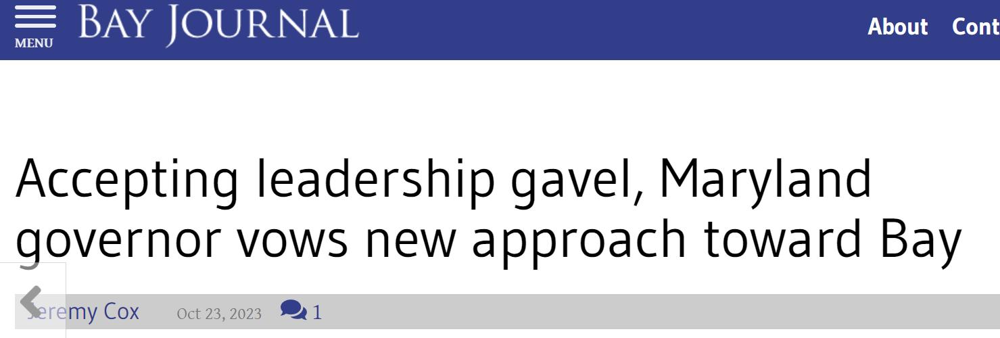 BAY JOURNAL
MENU
About Cont
Accepting leadership gavel, Maryland
governor vows new approach toward Bay
Jeremy Cox Oct 23, 2023 1